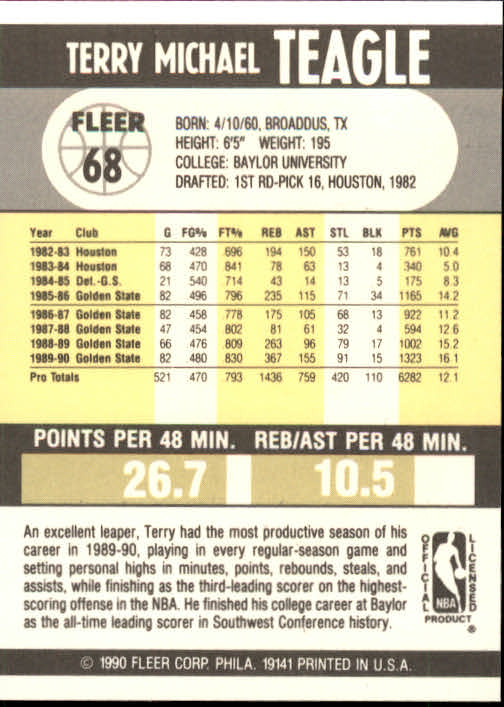 TERRY MICHAEL TEAGLE
FLEER
68
BORN: 4/10/60, BROADDUS, TX
HEIGHT: 6'5" WEIGHT: 195
COLLEGE: BAYLOR UNIVERSITY
DRAFTED: 1ST RD-PICK 16, HOUSTON, 1982
Year Club G FG% FT% REB AST STL BLK PTS AVG
1982-83 Houston 73 428 696 194 150 53 18 761 10.4
1983-84 Houston 68 470 841 78 63 13 4 340 5.0
1984-85 Det.-G.S. 21 540 714 43 14 13 5 175 8.3
1985-86 Golden State 82 496 796 235 115 71 34 1165 14.2
1986-87 Golden State 82 458 778 175 105 68 13 922 11.2
1987-88 Golden State 47 454 802 81 61 32 4 594 12.6
1988-89 Golden State 66 476 809 263 96 79 17 1002 15.2
1989-90 Golden State 82 480 830 367 155 91 15 1323 16.1
Pro Totals 521 470 793 1436 759 420 110 6282 12.1
POINTS PER 48 MIN. REB/AST PER 48 MIN.
26.7 10.5
An excellent leaper, Terry had the most productive season of his
career in 1989-90, playing in every regular-season game and
setting personal highs in minutes, points, rebounds, steals, and
assists, while finishing as the third-leading scorer on the highest-
scoring offense in the NBA. He finished his college career at Baylor
as the all-time leading scorer in Southwest Conference history.
OFFICIAL
LICENSED
NBA
PRODUCT
®
© 1990 FLEER CORP. PHILA. 19141 PRINTED IN U.S.A.